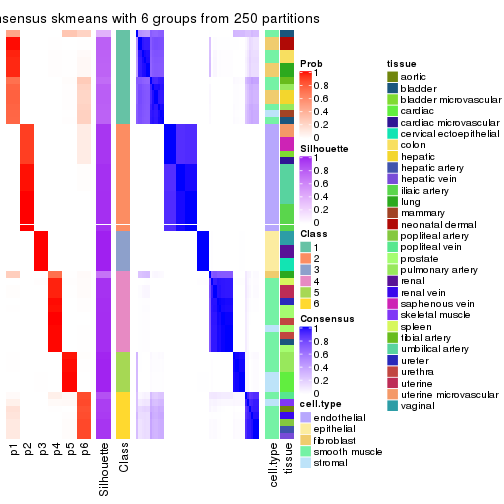 nsensus skmeans with 6 groups from 250 partitions
Prob
1
0.8
0.6
0.4
0.2
0
Silhouette
1
0.8
0.6
0.4
0.2
0
Class
1
2
3
4
5
6
Consensus
1
0.8
0.6
0.4
0.2
0
cell.type
endothelial
epithelial
fibroblast
smooth muscle
stromal
tissue
aortic
bladder
bladder microvascular
cardiac
cardiac microvascular
cervical ectoepithelial
colon
hepatic
hepatic artery
hepatic vein
iliaic artery
lung
mammary
neonatal dermal
popliteal artery
popliteal vein
prostate
pulmonary artery
renal
renal vein
saphenous vein
skeletal muscle
spleen
tibial artery
umbilical artery
ureter
urethra
uterine
uterine microvascular
vaginal
p1
p2
p3
p4
p5
p6
Silhouette
Class
cell.type
tissue